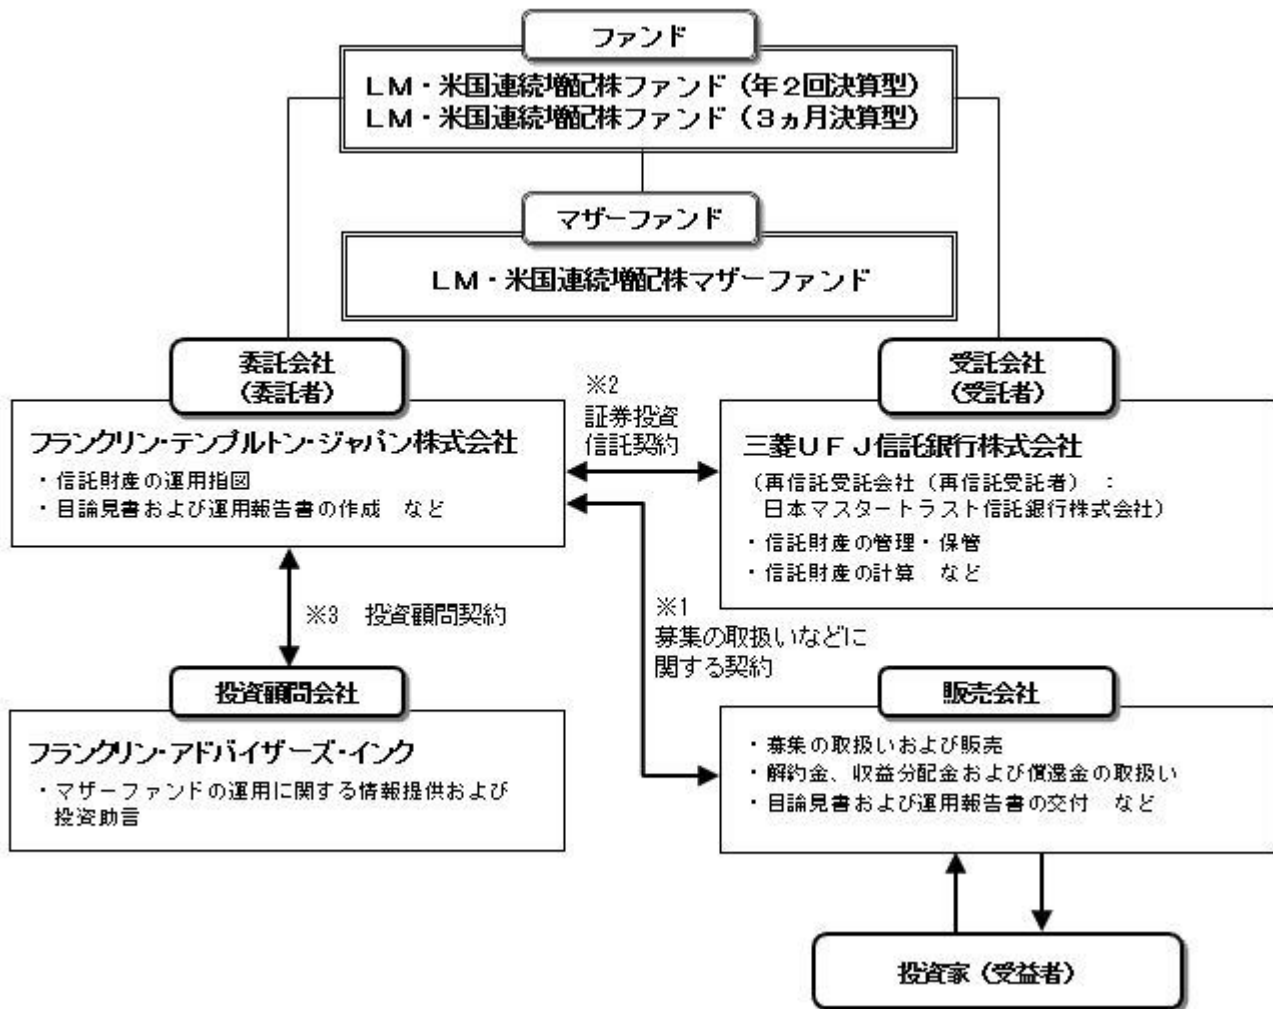 ファンド
LM・米国連続増配株ファンド(年2回決算型)
LM・米国連続増配株ファンド(3ヵ月決算型)
マザーファンド
LM・米国連続増配株マザーファンド
委託会社
(委託者)
フランクリン・テンプルトン・ジャパン株式会社
・信託財産の運用指図
・目論見書および運用報告書の作成 など
※2
証券投資
信託契約
受託会社
(受託者)
三菱UFJ信託銀行株式会社
(再信託受託会社(再信託受託者) :
日本マスタートラスト信託銀行株式会社)
・信託財産の管理・保管
・信託財産の計算 など
※3 投資顧問契約
※1
募集の取扱いなどに
関する契約
投資顧問会社
フランクリン・アドバイザーズ・インク
・マザーファンドの運用に関する情報提供および
投資助言
販売会社
・募集の取扱いおよび販売
・解約金、収益分配金および償還金の取扱い
・目論見書および運用報告書の交付 など
投資家(受益者)